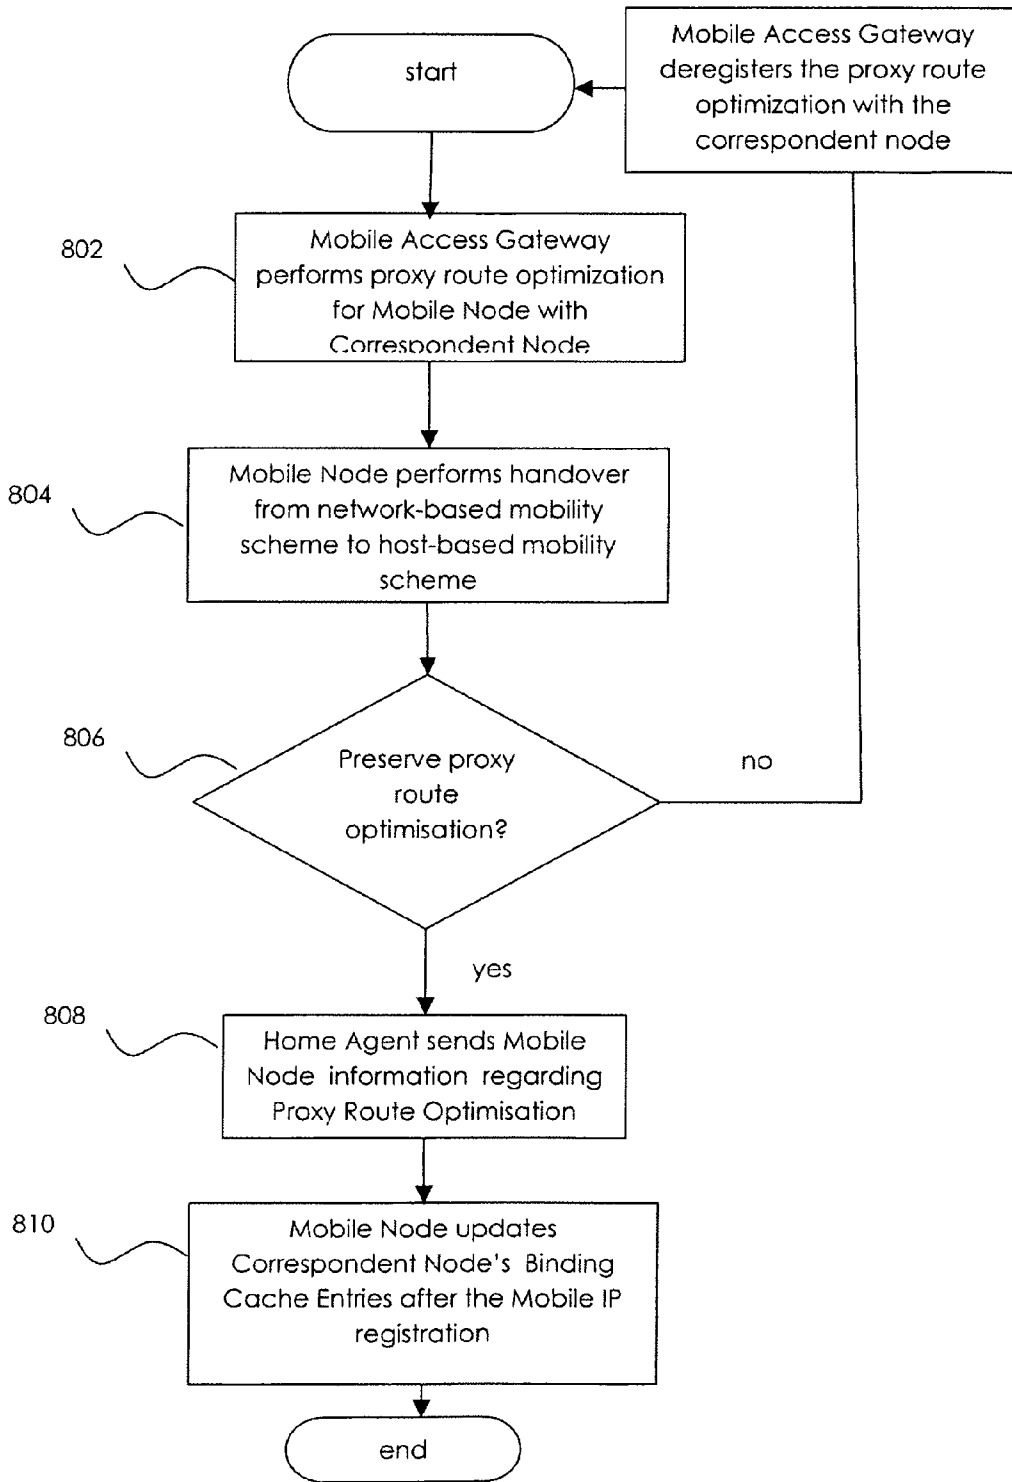 start
Mobile Access Gateway
deregisters the proxy route
optimization with the
correspondent node
802
Mobile Access Gateway
performs proxy route optimization
for Mobile Node with
Correspondent Node
804
Mobile Node performs handover
from network-based mobility
scheme to host-based mobility
scheme
806
Preserve proxy
route
optimisation?
no
yes
808
Home Agent sends Mobile
Node information regarding
Proxy Route Optimisation
810
Mobile Node updates
Correspondent Node's Binding
Cache Entries after the Mobile IP
registration
end